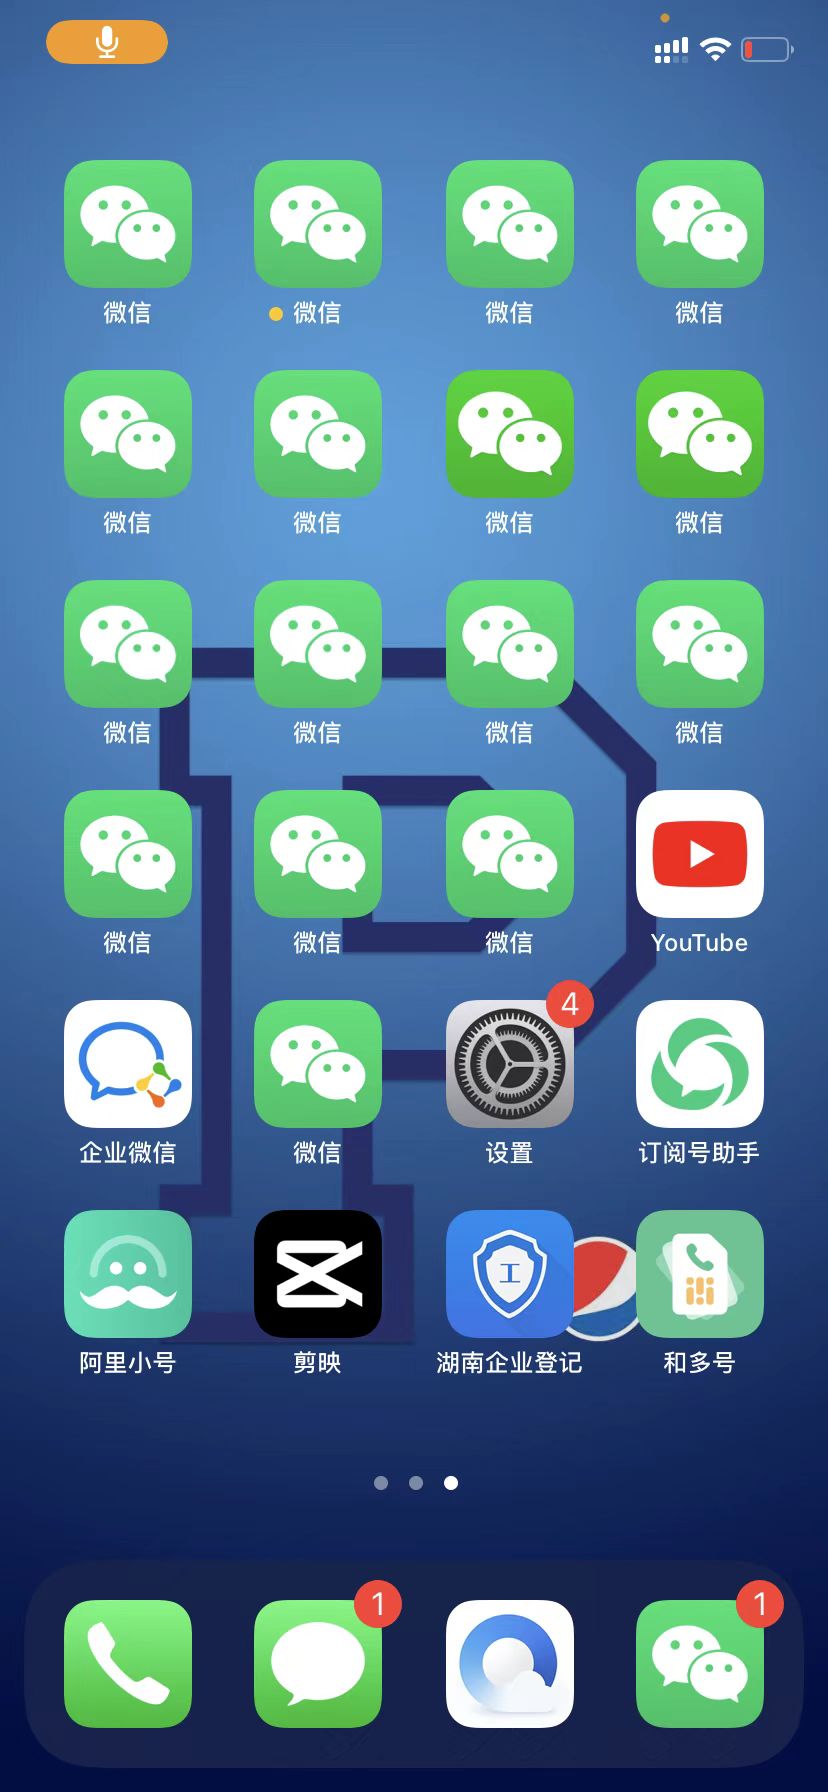 微信 微信 微信 微信
微信 微信 微信 微信
微信 微信 微信 微信
微信 微信 微信 YouTube
4
企业微信 微信 设置 订阅号助手
工
阿里小号 剪映 湖南企业登记 和多号
1 1